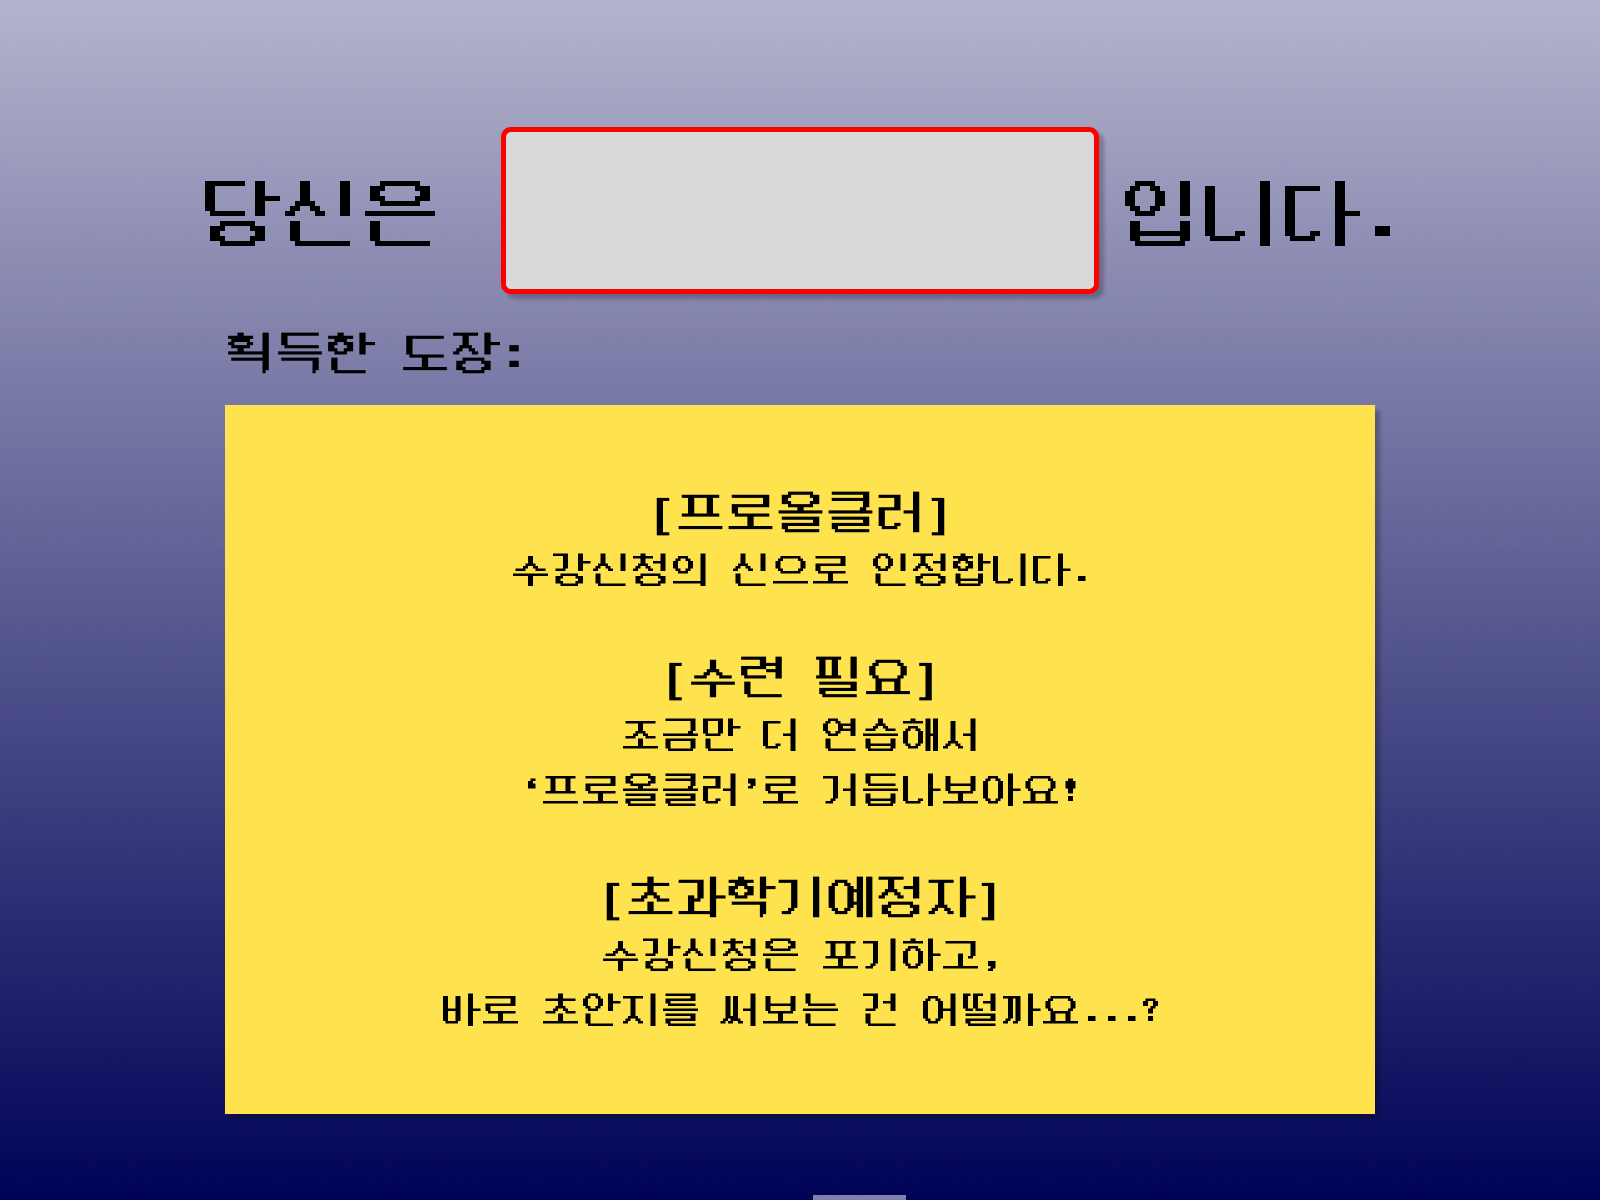 당신은 입니다.
획득한 도장:
[프로올클러]
수강신청의 신으로 인정합니다.
[수련 필요]
조금만 더 연습해서
‘프로올클러’로 거듭나보아요!
[초과학기예정자]
수강신청은 포기하고,
바로 초안지를 써보는 건 어떨까요...?